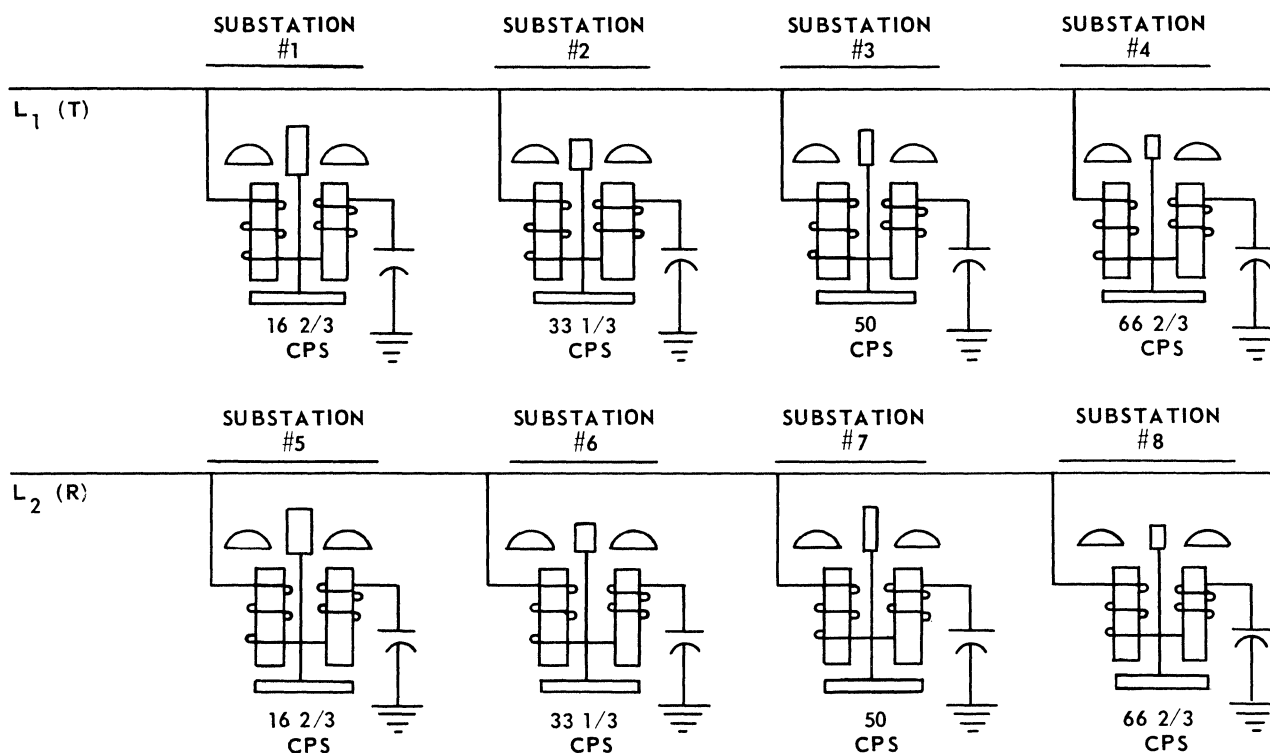 SUBSTATION SUBSTATION SUBSTATION SUBSTATION
#1 #2 #3 #4
L1 (T)
16 2/3 33 1/3 50 66 2/3
CPS CPS CPS CPS
SUBSTATION SUBSTATION SUBSTATION SUBSTATION
#5 #6 #7 #8
L2 (R)
16 2/3 33 1/3 50 66 2/3
CPS CPS CPS CPS